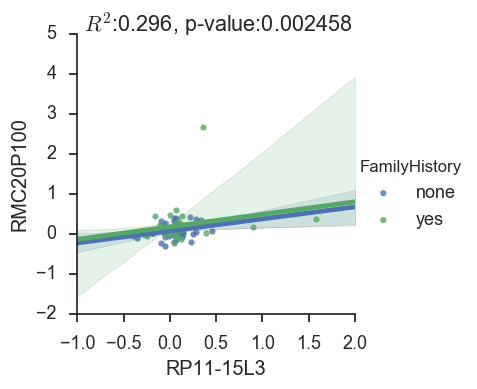 R²:0.296, p-value:0.002458
5
4
3
2
1
0
−1
−2
RMC20P100
−1.0 −0.5 0.0 0.5 1.0 1.5 2.0
RP11-15L3
FamilyHistory
none
yes